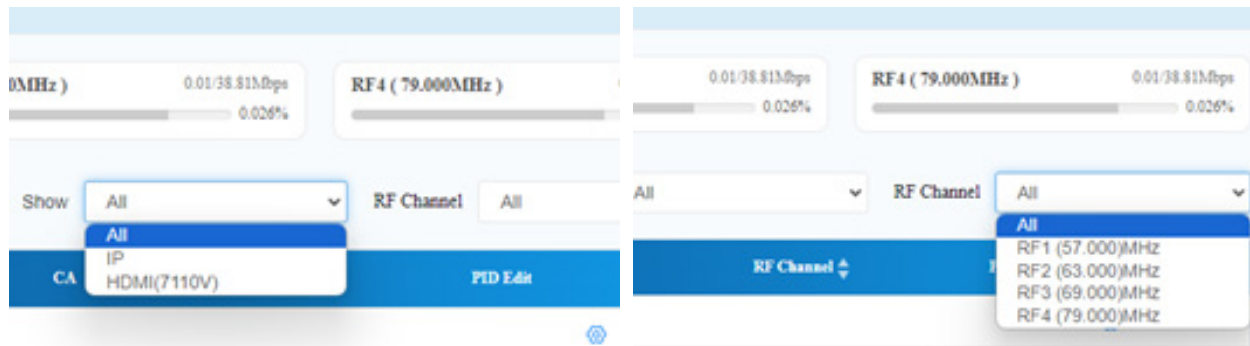 0MHz )
0.01/38.81Mbps
0.026%
RF4 ( 79.000MHz )
Show
All
RF Channel
All
All
IP
HDMI(7110V)
CA
PID Edit
0.01/38.81Mbps
0.026%
RF4 ( 79.000MHz )
0.01/38.81Mbps
0.026%
All
RF Channel
All
RF Channel
All
RF1 (57.000)MHz
RF2 (63.000)MHz
RF3 (69.000)MHz
RF4 (79.000)MHz